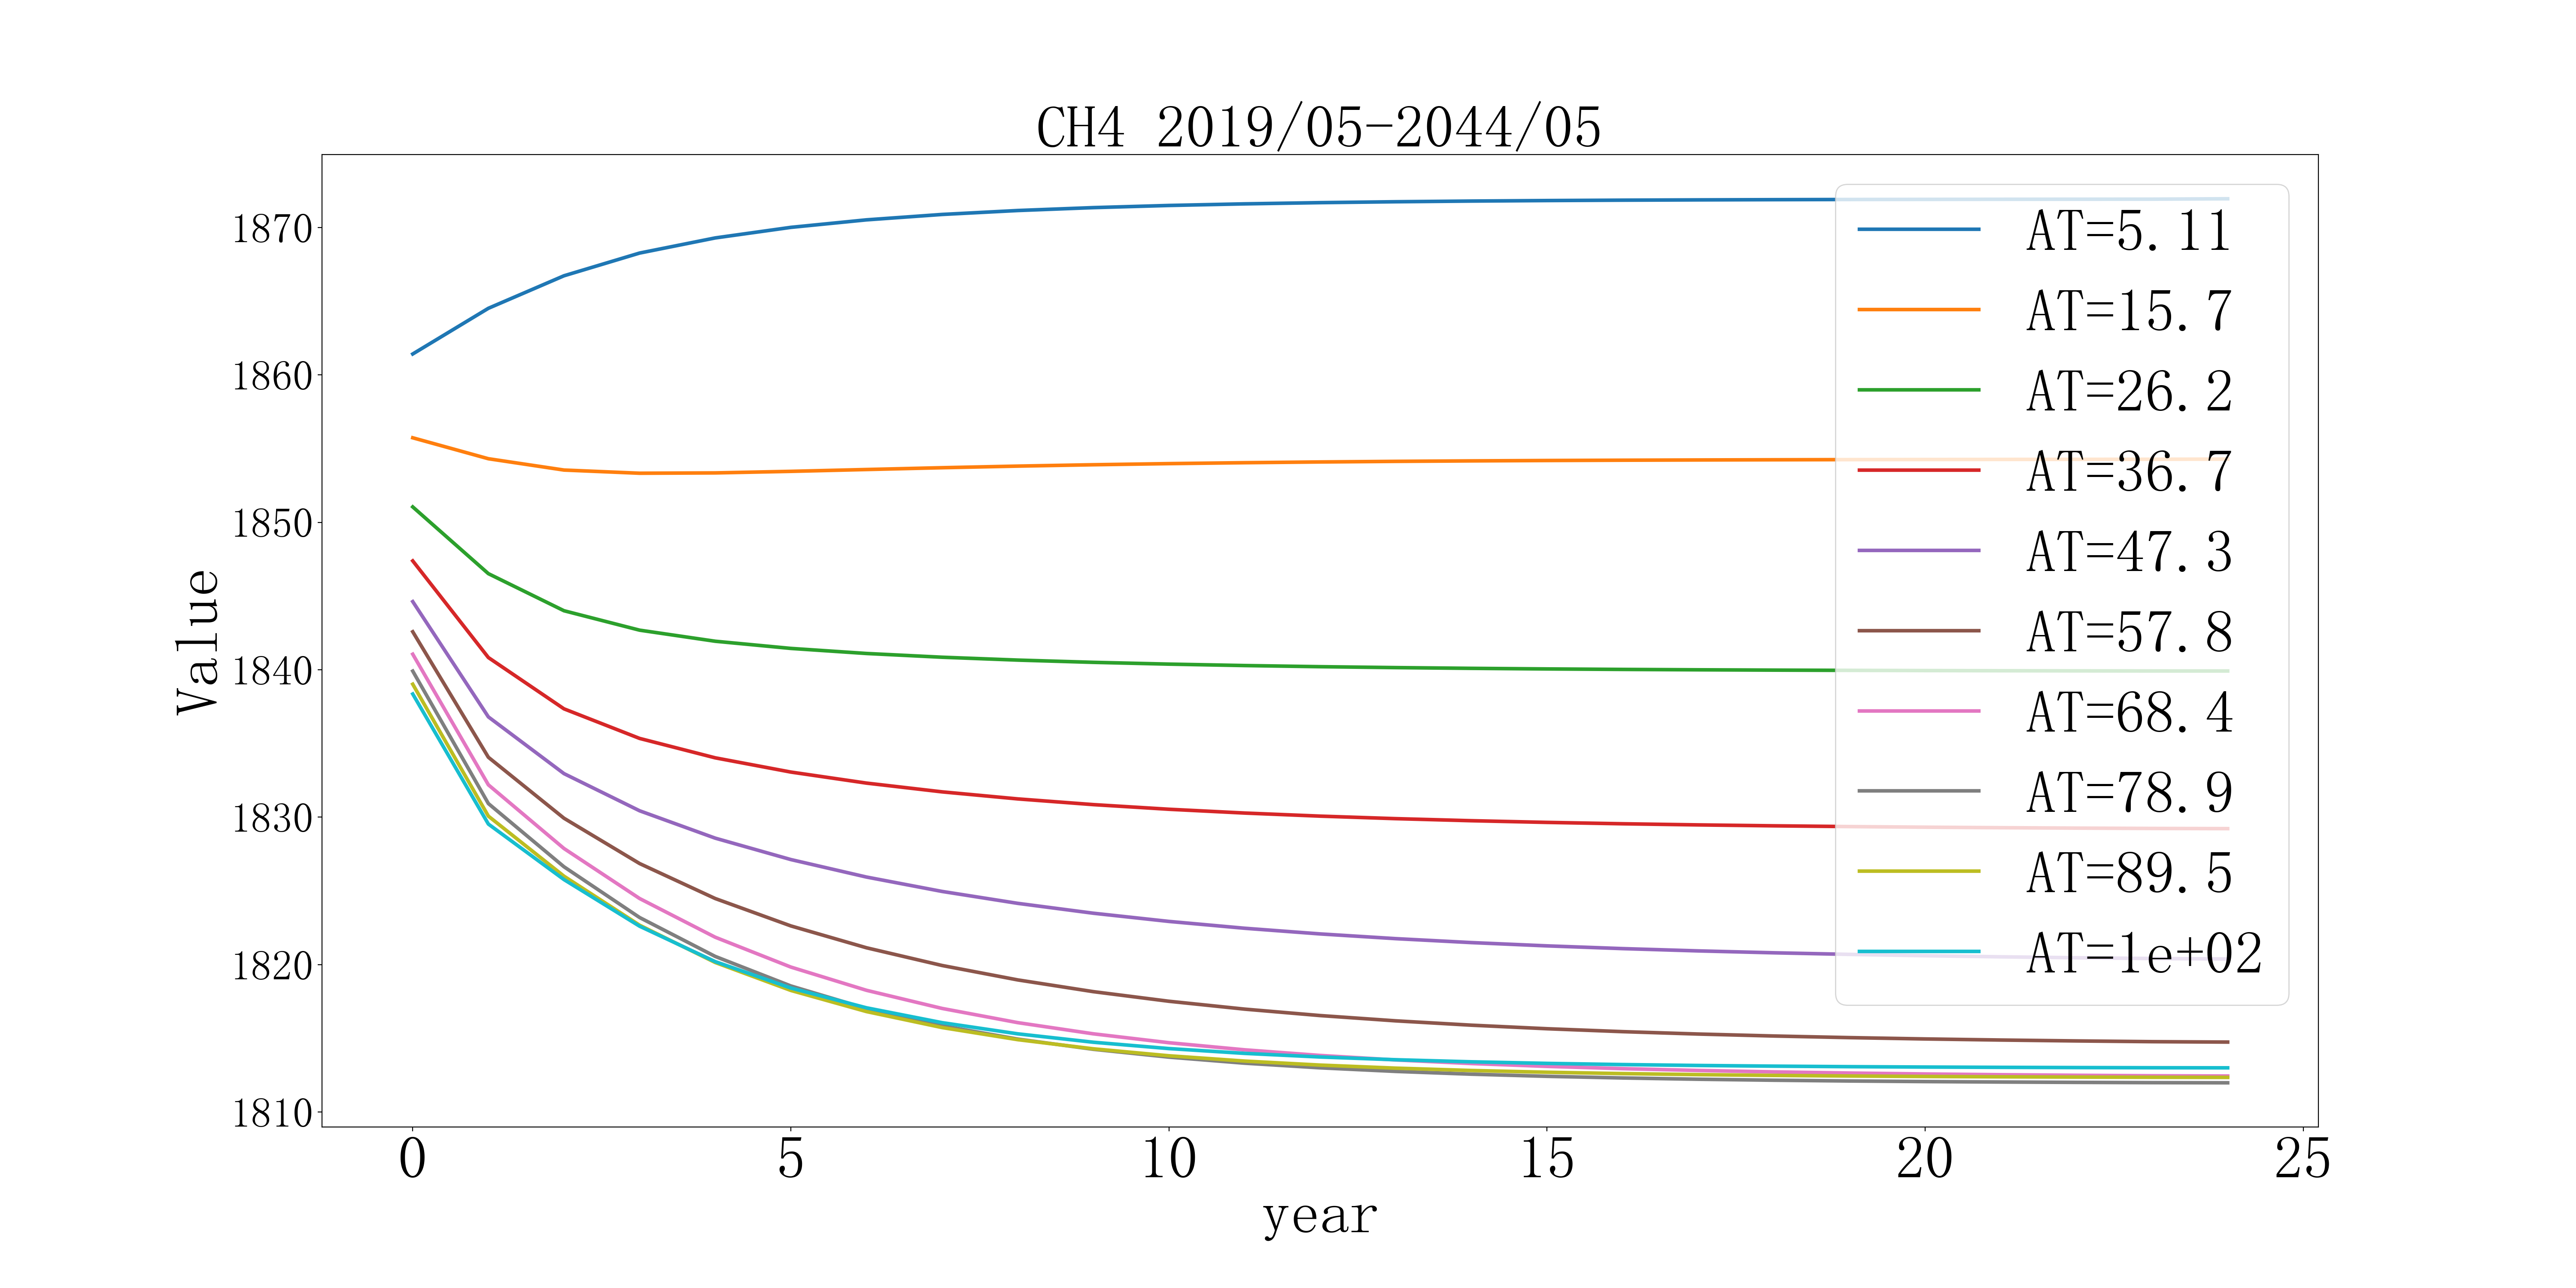 CH4 2019/05-2044/05
1870
1860
1850
1840
1830
1820
1810
Value
0 5 10 15 20 25
year
AT=5.11
AT=15.7
AT=26.2
AT=36.7
AT=47.3
AT=57.8
AT=68.4
AT=78.9
AT=89.5
AT=1e+02